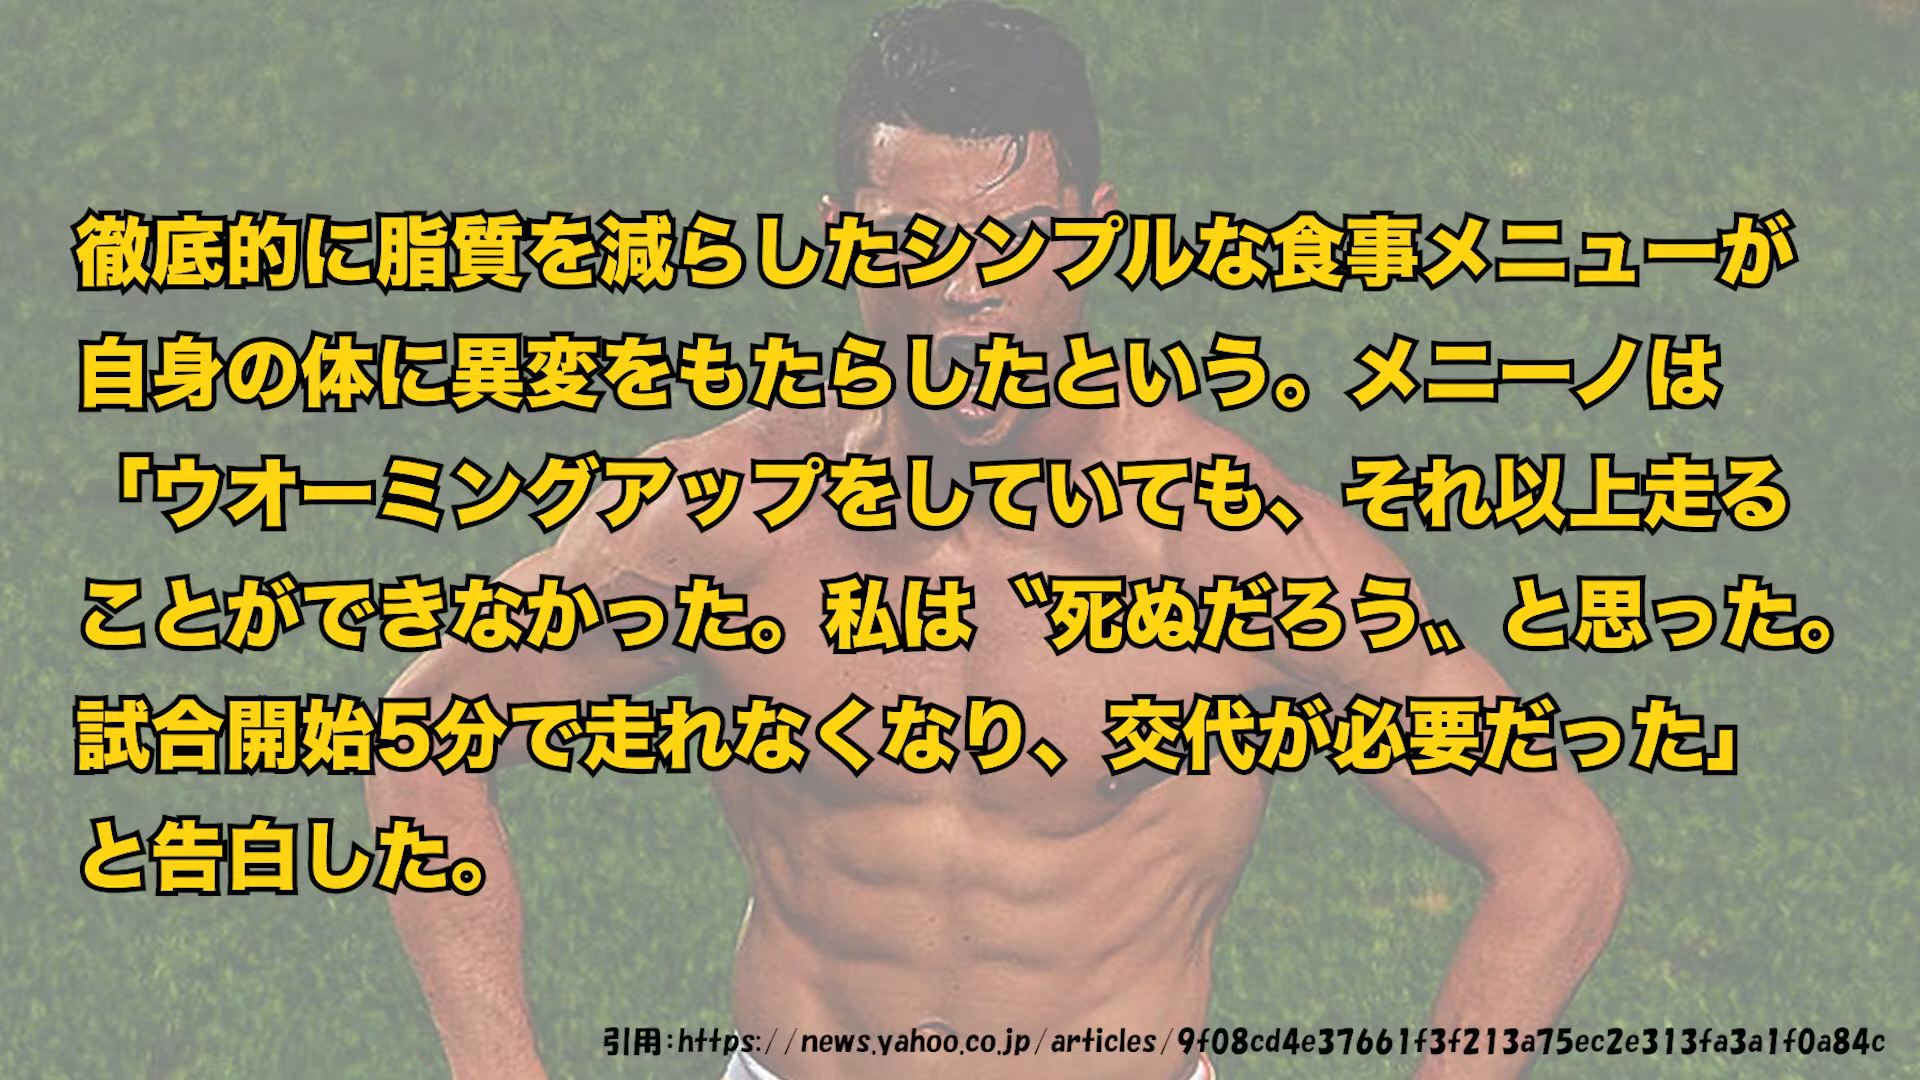 徹底的に脂質を減らしたシンプルな食事メニューが
自身の体に異変をもたらしたという。メニーノは
「ウオーミングアップをしていても、それ以上走る
ことができなかった。私は〝死ぬだろう〟と思った。
試合開始5分で走れなくなり、交代が必要だった」
と告白した。
引用:https://news.yahoo.co.jp/articles/9f08cd4e37661f3f213a75ec2e313fa3a1f0a84c